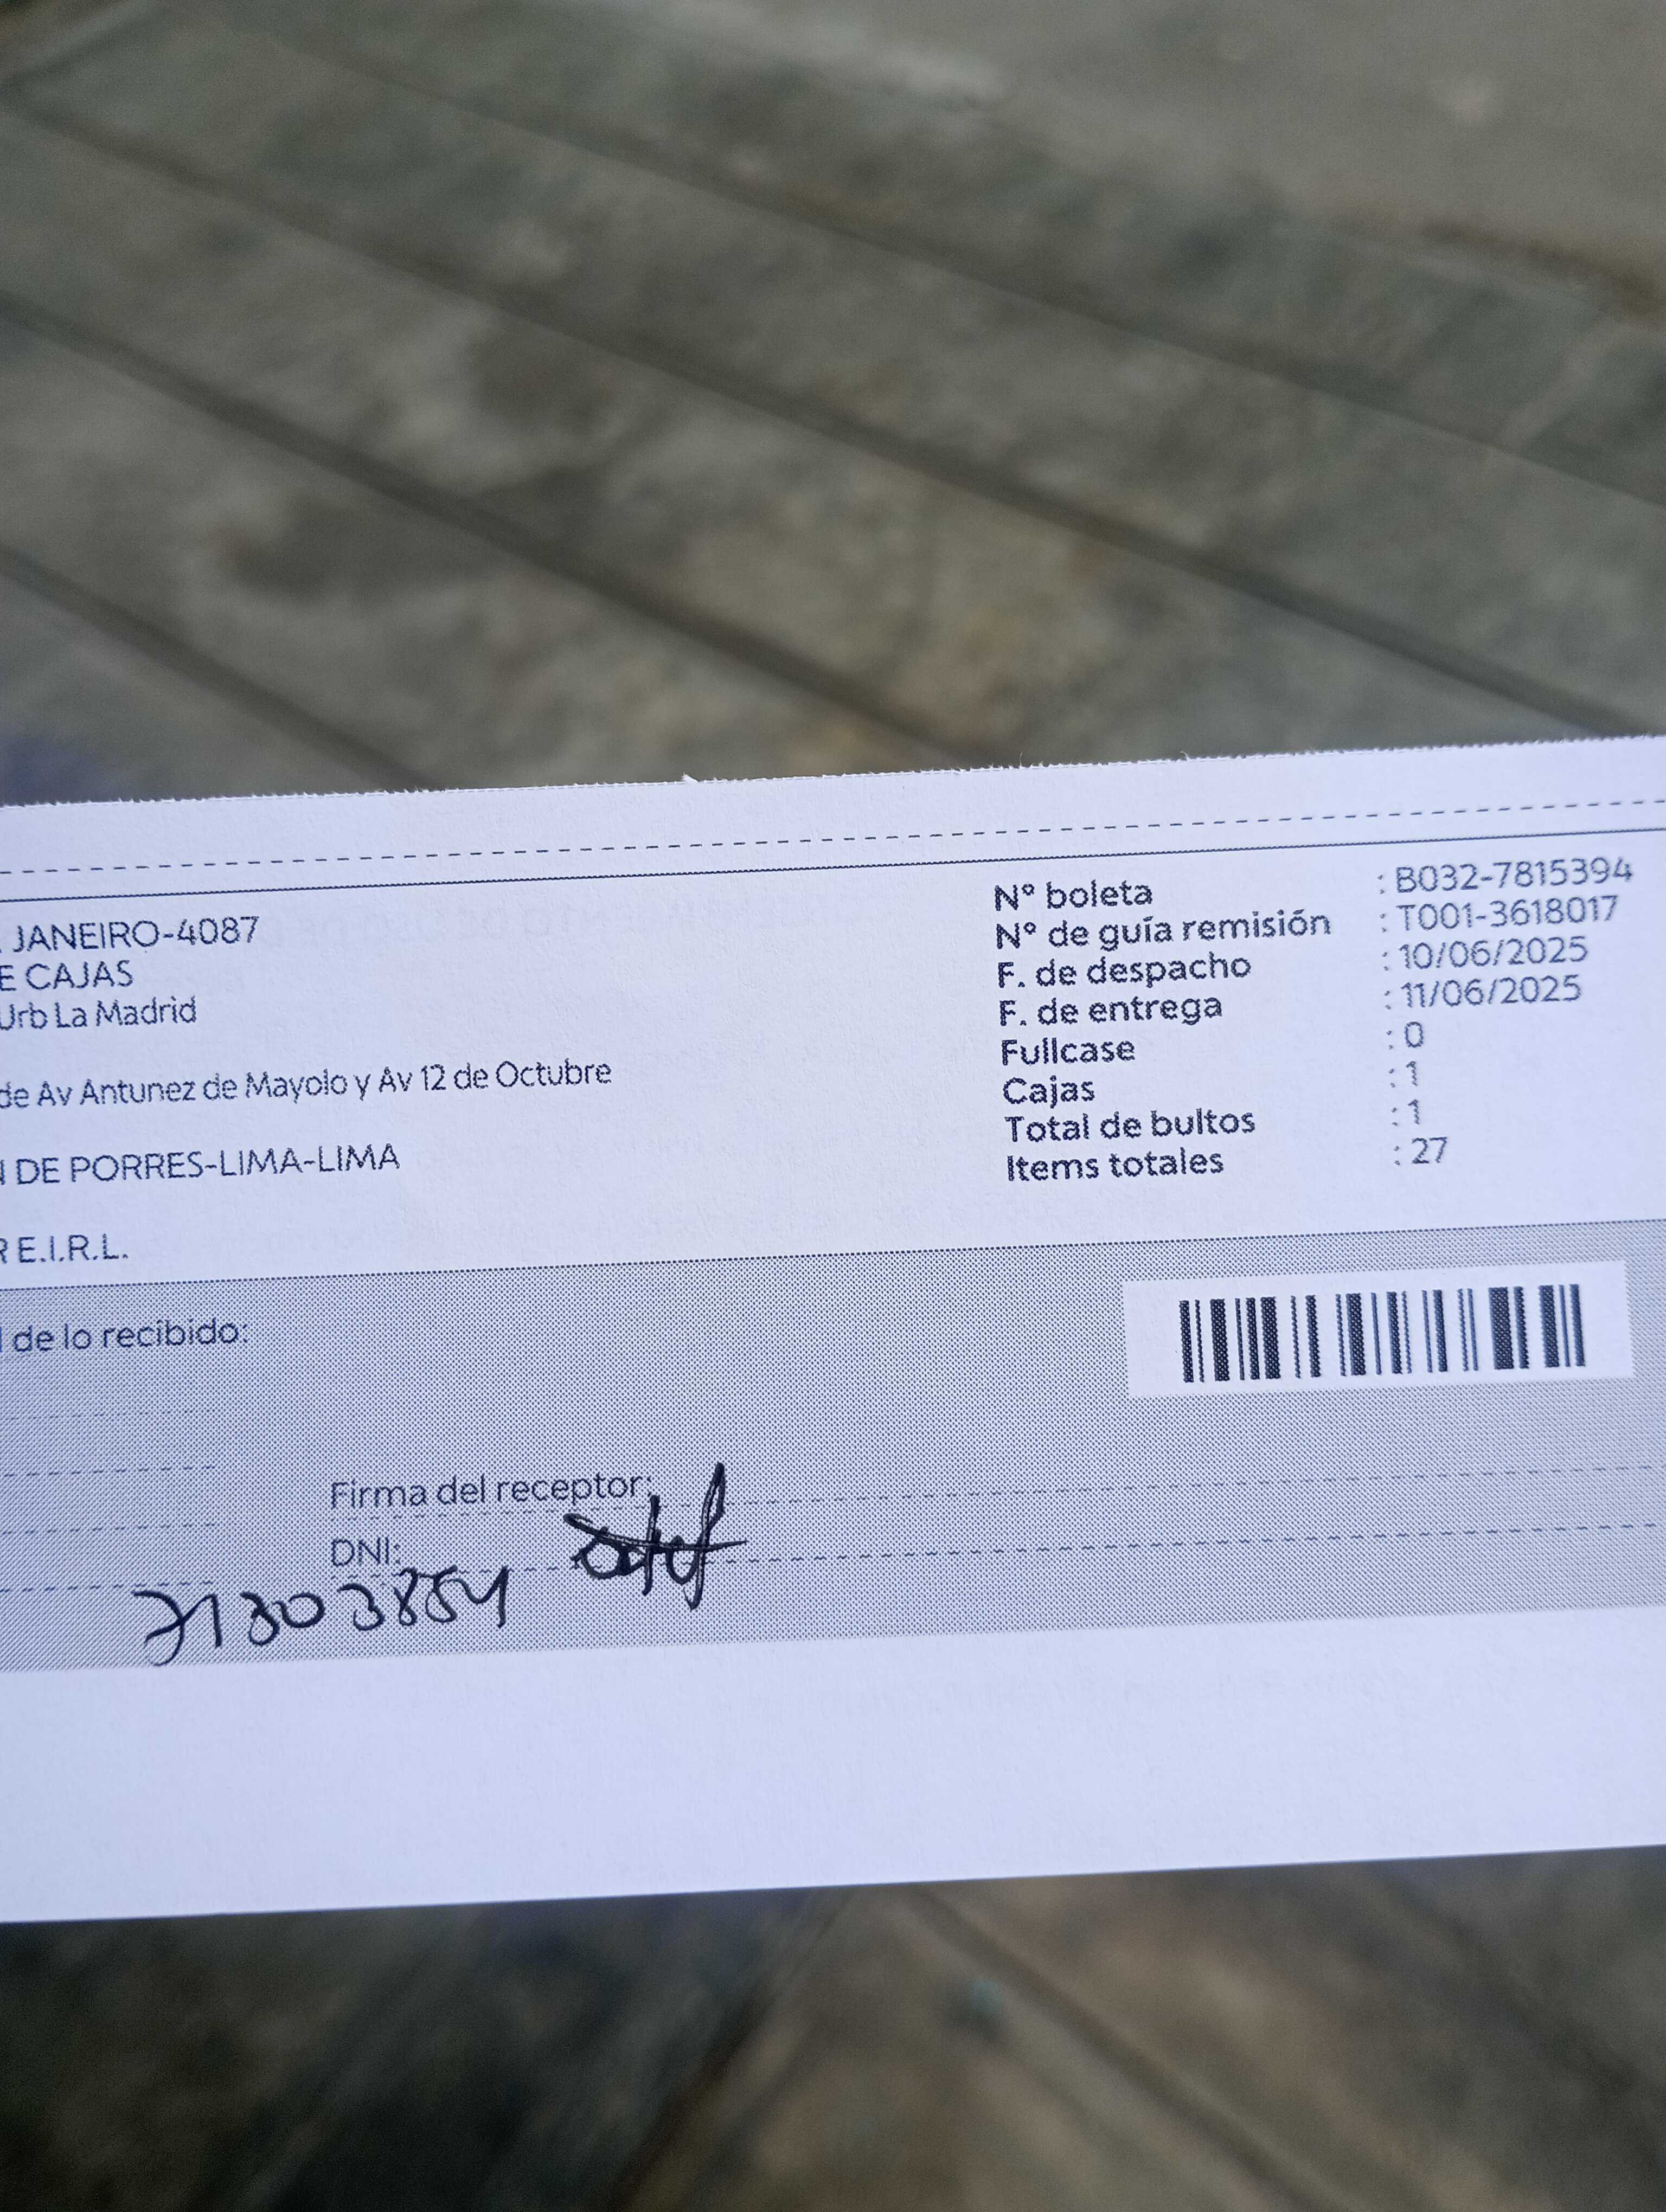 JANEIRO-4087
E CAJAS
Urb La Madrid
de Av Antunez de Mayolo y Av 12 de Octubre
DE PORRES-LIMA-LIMA
R E.I.R.L.
Nº boleta : B032-7815394
Nº de guía remisión : T001-3618017
F. de despacho : 10/06/2025
F. de entrega : 11/06/2025
Fullcase : 0
Cajas : 1
Total de bultos : 1
Items totales : 27
de lo recibido:
Firma del receptor:
DNI: